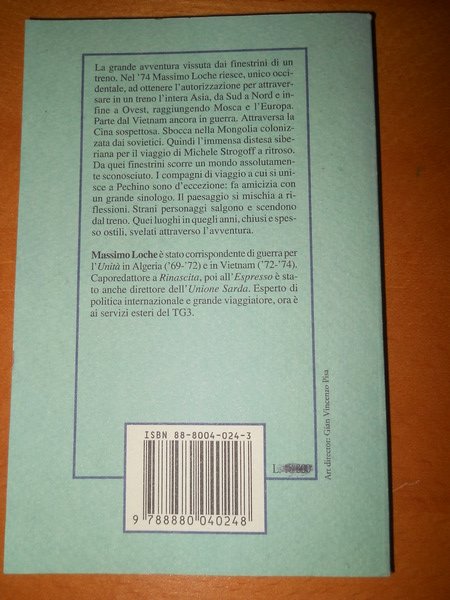 La grande avventura vissuta dai finestrini di un
treno. Nel '74 Massimo Loche riesce, unico occi-
dentale, ad ottenere l'autorizzazione per attraver-
sare in un treno l'intera Asia, da Sud a Nord e in-
fine a Ovest, raggiungendo Mosca e l'Europa.
Parte dal Vietnam ancora in guerra. Attraversa la
Cina sospettosa. Sbocca nella Mongolia coloniz-
zata dai sovietici. Quindi l'immensa distesa sibe-
riana per il viaggio di Michele Strogoff a ritroso.
Da quei finestrini scorre un mondo assolutamen-
te sconosciuto. I compagni di viaggio a cui si uni-
sce a Pechino sono d'eccezione: fa amicizia con
un grande sinologo. Il paesaggio si mischia a ri-
flessioni. Strani personaggi salgono e scendono
dal treno. Quei luoghi in quegli anni, chiusi e spes-
so ostili, svelati attraverso l'avventura.
Massimo Loche è stato corrispondente di guerra per
l'Unità in Algeria ('69-'72) e in Vietnam ('72-'74).
Caporedattore a Rinascita, poi all'Espresso è sta-
to anche direttore dell'Unione Sarda. Esperto di
politica internazionale e grande viaggiatore, ora è
ai servizi esteri del TG3.
Art director: Gian Vincenzo Pisa
ISBN 88-8004-024-3
9 788880 040248